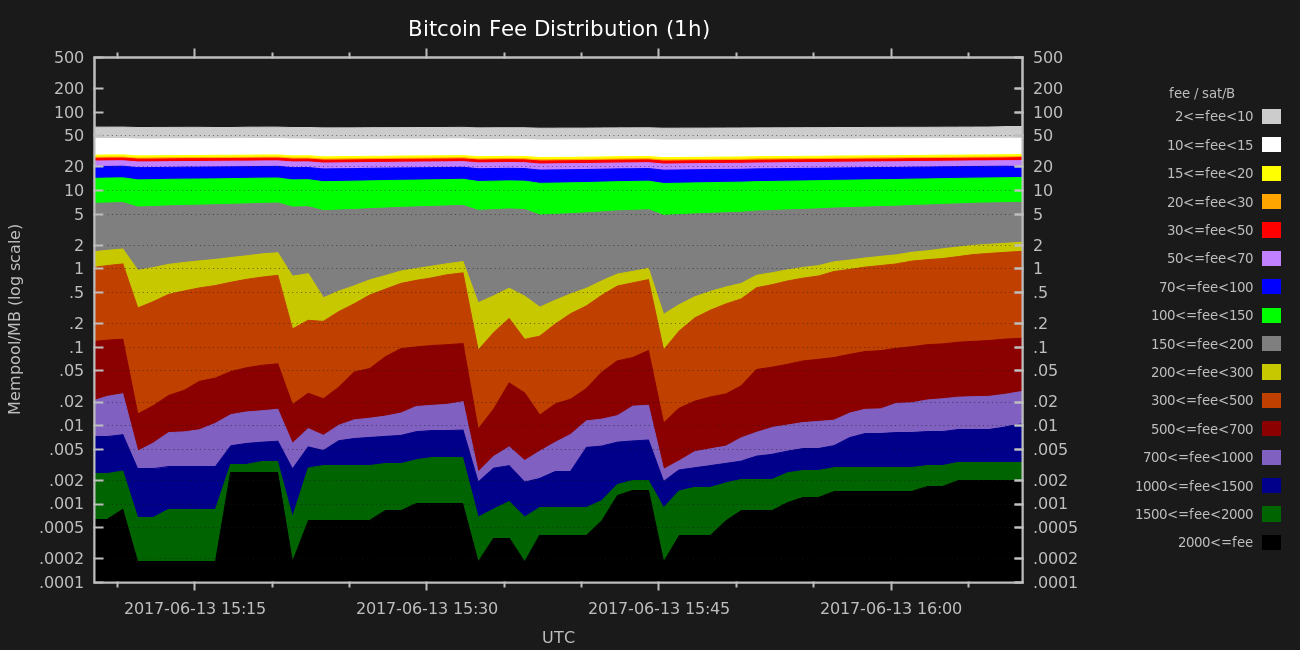 Bitcoin Fee Distribution (1h)
Mempool/MB (log scale)
500
200
100
50
20
10
5
2
1
.5
.2
.1
.05
.02
.01
.005
.002
.001
.0005
.0002
.0001
500
200
100
50
20
10
5
2
1
.5
.2
.1
.05
.02
.01
.005
.002
.001
.0005
.0002
.0001
fee / sat/B
2<=fee<10
10<=fee<15
15<=fee<20
20<=fee<30
30<=fee<50
50<=fee<70
70<=fee<100
100<=fee<150
150<=fee<200
200<=fee<300
300<=fee<500
500<=fee<700
700<=fee<1000
1000<=fee<1500
1500<=fee<2000
2000<=fee
2017-06-13 15:15 2017-06-13 15:30 2017-06-13 15:45 2017-06-13 16:00
UTC